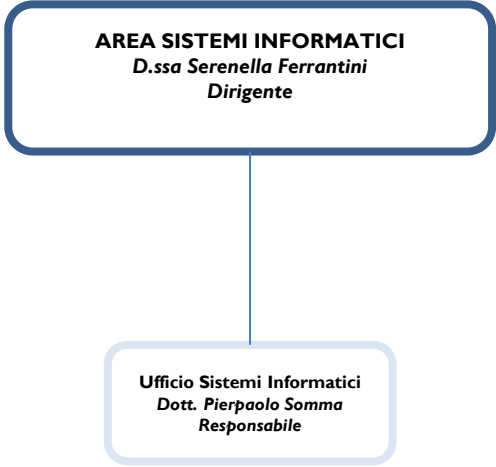 AREA SISTEMI INFORMATICI
D.ssa Serenella Ferrantini
Dirigente
Ufficio Sistemi Informatici
Dott. Pierpaolo Somma
Responsabile